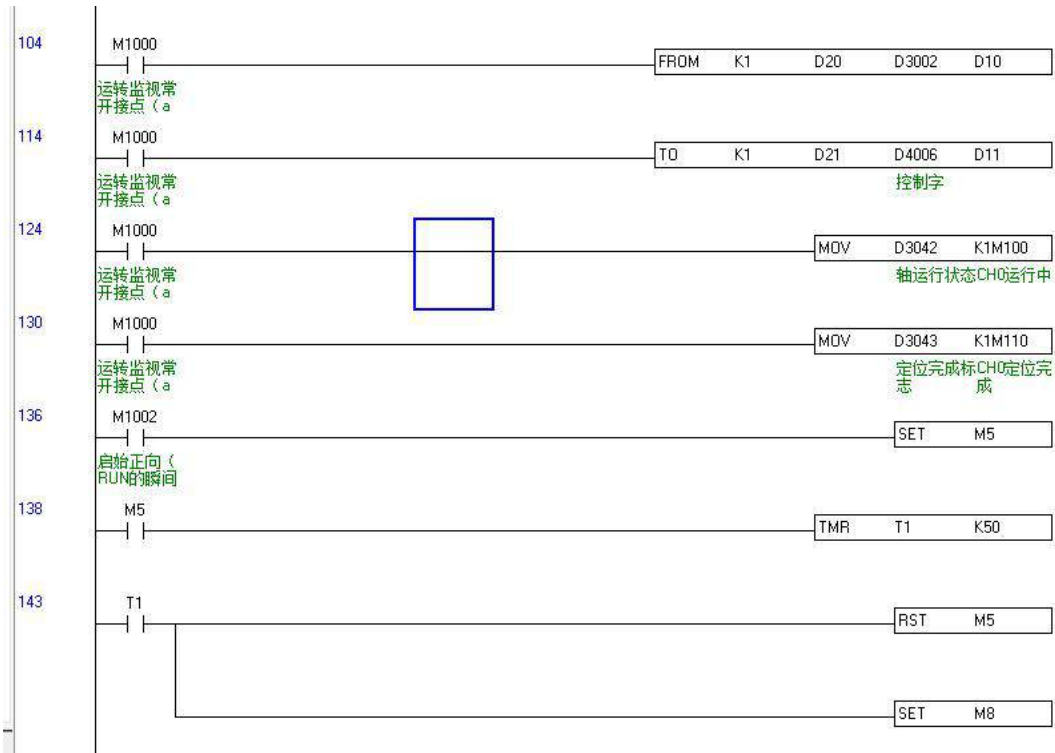 104
M1000
FROM K1 D20 D3002 D10
运转监视常
开接点（a
114
M1000
TO K1 D21 D4006 D11
运转监视常
开接点（a
控制字
124
M1000
MOV D3042 K1M100
运转监视常
开接点（a
轴运行状态CH0运行中
130
M1000
MOV D3043 K1M110
运转监视常
开接点（a
定位完成标CH0定位完
志 成
136
M1002
SET M5
启始正向（
RUN的瞬间
138
M5
TMR T1 K50
143
T1
RST M5
SET M8